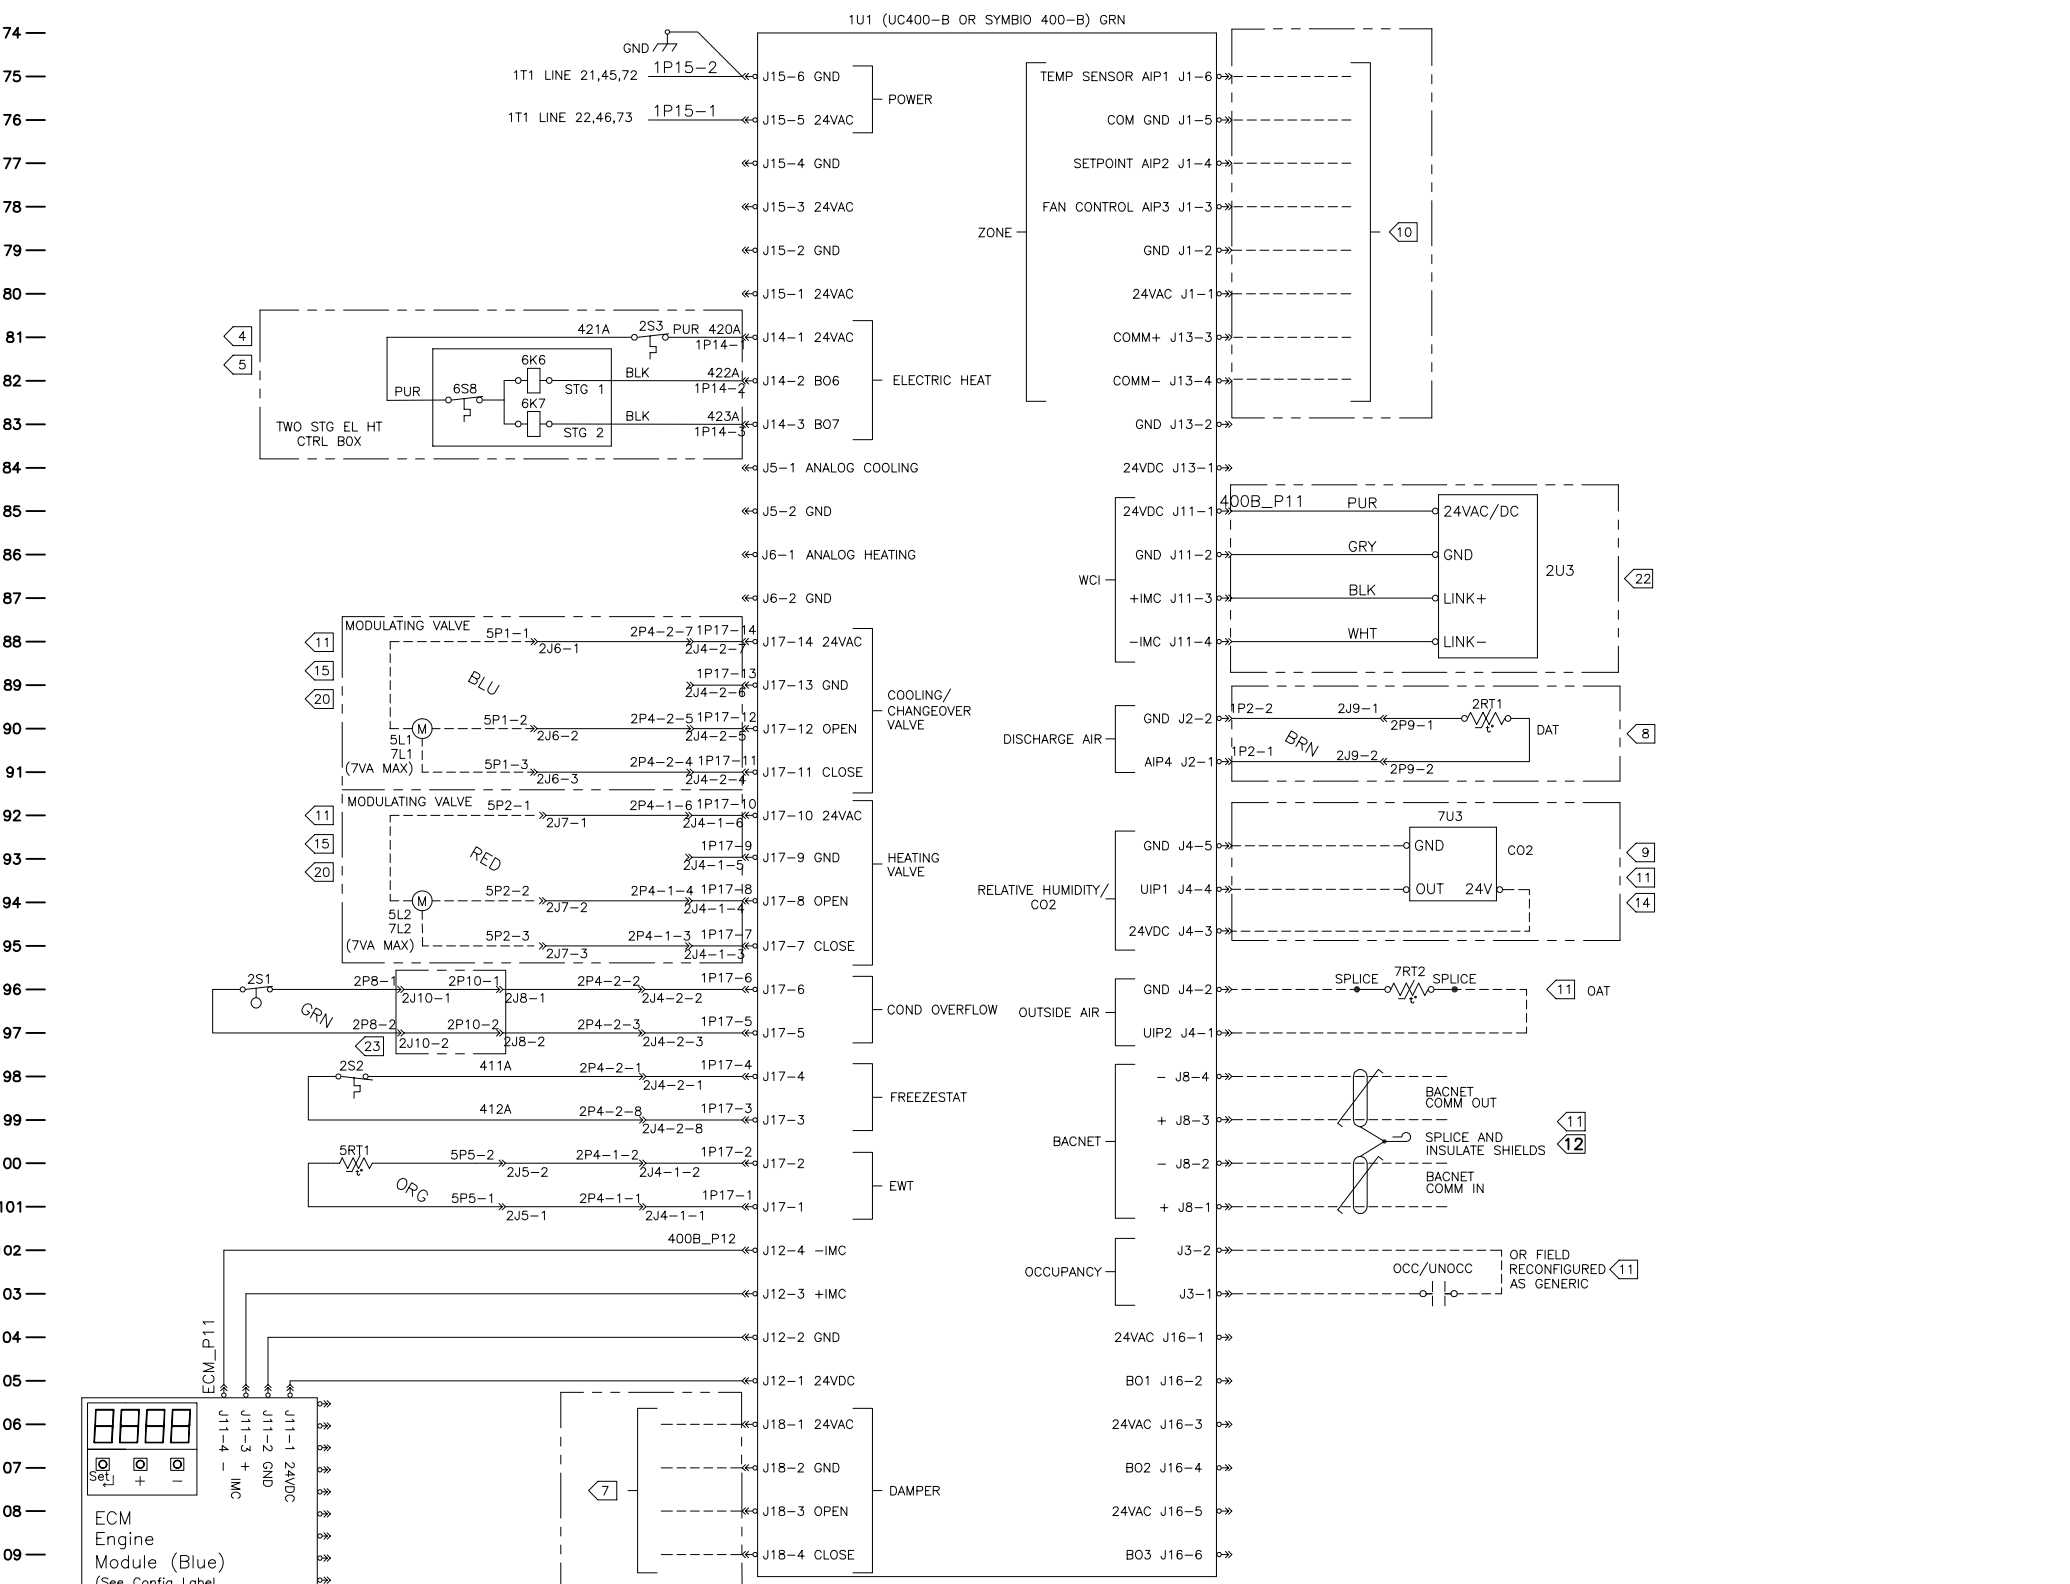 1U1 (UC400-B OR SYMBIO 400-B) GRN
74
GND
75
1T1 LINE 21,45,72
1P15-2
J15-6 GND
POWER
TEMP SENSOR AIP1 J1-6
76
1T1 LINE 22,46,73
1P15-1
J15-5 24VAC
COM GND J1-5
77
J15-4 GND
SETPOINT AIP2 J1-4
78
J15-3 24VAC
FAN CONTROL AIP3 J1-3
ZONE
10
79
J15-2 GND
GND J1-2
80
J15-1 24VAC
24VAC J1-1
81
4
421A
2S3
PUR 420A
1P14-1
J14-1 24VAC
COMM+ J13-3
5
6K6
82
PUR
6S8
STG 1
BLK
422A
1P14-2
J14-2 BO6
ELECTRIC HEAT
COMM- J13-4
6K7
83
TWO STG EL HT
CTRL BOX
STG 2
BLK
423A
1P14-3
J14-3 BO7
GND J13-2
84
J5-1 ANALOG COOLING
24VDC J13-1
85
J5-2 GND
24VDC J11-1
400B_P11
PUR
24VAC/DC
86
J6-1 ANALOG HEATING
GND J11-2
GRY
GND
WCI
2U3
22
87
J6-2 GND
+IMC J11-3
BLK
LINK+
88
MODULATING VALVE
11
5P1-1
2J6-1
2P4-2-7
1P17-14
2J4-2-7
J17-14 24VAC
-IMC J11-4
WHT
LINK-
15
89
BLU
1P17-13
2J4-2-6
J17-13 GND
20
COOLING/
CHANGEOVER
VALVE
90
M
5P1-2
2J6-2
2P4-2-5
1P17-12
2J4-2-5
J17-12 OPEN
GND J2-2
1P2-2
2J9-1
2P9-1
2RT1
DAT
8
5L1
7L1
(7VA MAX)
DISCHARGE AIR
BRN
91
5P1-3
2J6-3
2P4-2-4
1P17-11
2J4-2-4
J17-11 CLOSE
AIP4 J2-1
1P2-1
2J9-2
2P9-2
92
MODULATING VALVE
11
5P2-1
2J7-1
2P4-1-6
1P17-10
2J4-1-6
J17-10 24VAC
7U3
15
93
RED
1P17-9
2J4-1-5
J17-9 GND
HEATING
VALVE
GND J4-5
GND
CO2
9
20
11
94
M
5P2-2
2J7-2
2P4-1-4
1P17-8
2J4-1-4
J17-8 OPEN
RELATIVE HUMIDITY/
CO2
UIP1 J4-4
OUT 24V
14
5L2
7L2
(7VA MAX)
95
5P2-3
2J7-3
2P4-1-3
1P17-7
2J4-1-3
J17-7 CLOSE
24VDC J4-3
96
2S1
2P8-1
2J10-1
2P10-1
2J8-1
2P4-2-2
2J4-2-2
1P17-6
J17-6
GND J4-2
SPLICE
7RT2
SPLICE
11
OAT
GRN
COND OVERFLOW
OUTSIDE AIR
97
2P8-2
2J10-2
2P10-2
2J8-2
2P4-2-3
2J4-2-3
1P17-5
J17-5
UIP2 J4-1
23
98
2S2
411A
2P4-2-1
2J4-2-1
1P17-4
J17-4
- J8-4
BACNET
COMM OUT
FREEZESTAT
99
412A
2P4-2-8
2J4-2-8
1P17-3
J17-3
+ J8-3
11
BACNET
SPLICE AND
INSULATE SHIELDS
12
00
5RT1
5P5-2
2J5-2
2P4-1-2
2J4-1-2
1P17-2
J17-2
- J8-2
BACNET
COMM IN
ORG
EWT
101
5P5-1
2J5-1
2P4-1-1
2J4-1-1
1P17-1
J17-1
+ J8-1
02
400B_P12
J12-4 -IMC
J3-2
OCCUPANCY
OCC/UNOCC
OR FIELD
RECONFIGURED
AS GENERIC
11
03
J12-3 +IMC
J3-1
04
ECM_P11
J12-2 GND
24VAC J16-1
05
J12-1 24VDC
BO1 J16-2
J11-4 -
J11-3 + IMC
J11-2 GND
J11-1 24VDC
06
J18-1 24VAC
24VAC J16-3
07
Set
+
-
J18-2 GND
BO2 J16-4
7
DAMPER
08
ECM
Engine
Module (Blue)
(See Config Label
J18-3 OPEN
24VAC J16-5
09
J18-4 CLOSE
BO3 J16-6